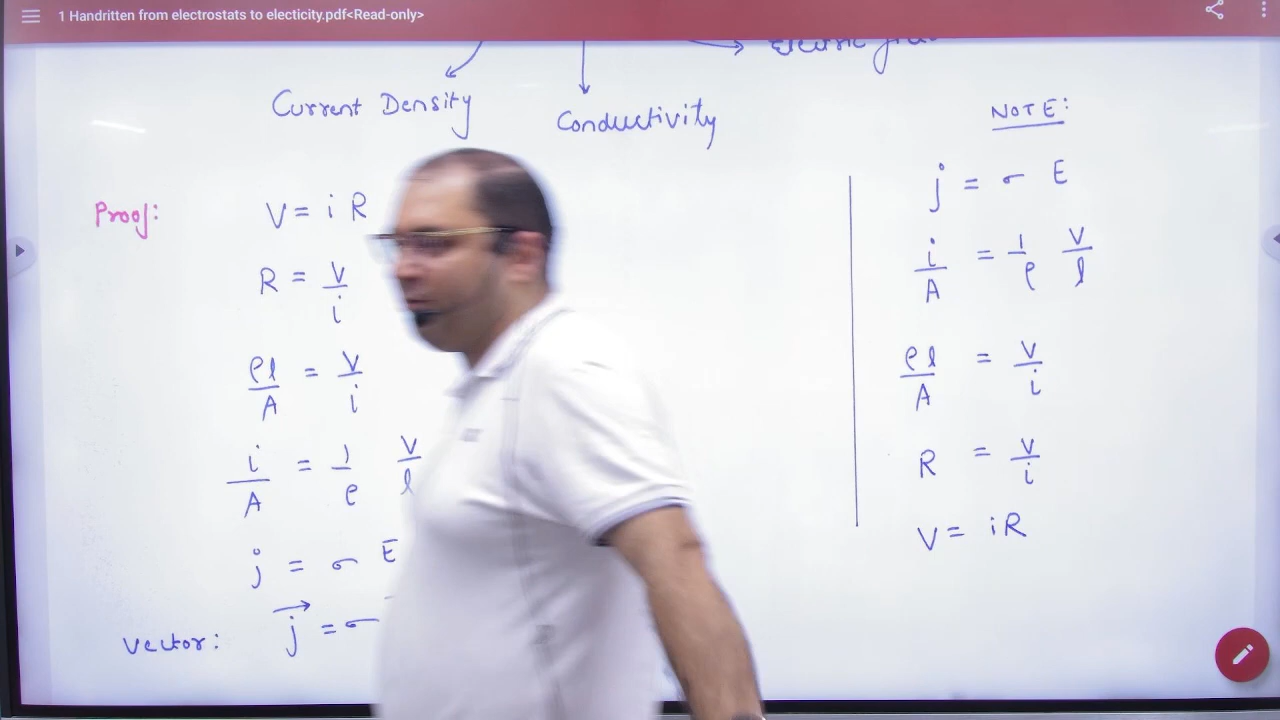 1 Handritten from electrostats to electicity.pdf<Read-only>
Current Density
Conductivity
Proof:
V = i R
R = V/i
ρl/A = V/i
i/A = 1/ρ V/l
j = σ E
Vector: j⃗ = σ
NOTE:
j = σ E
i/A = 1/ρ V/l
ρl/A = V/i
R = V/i
V = iR